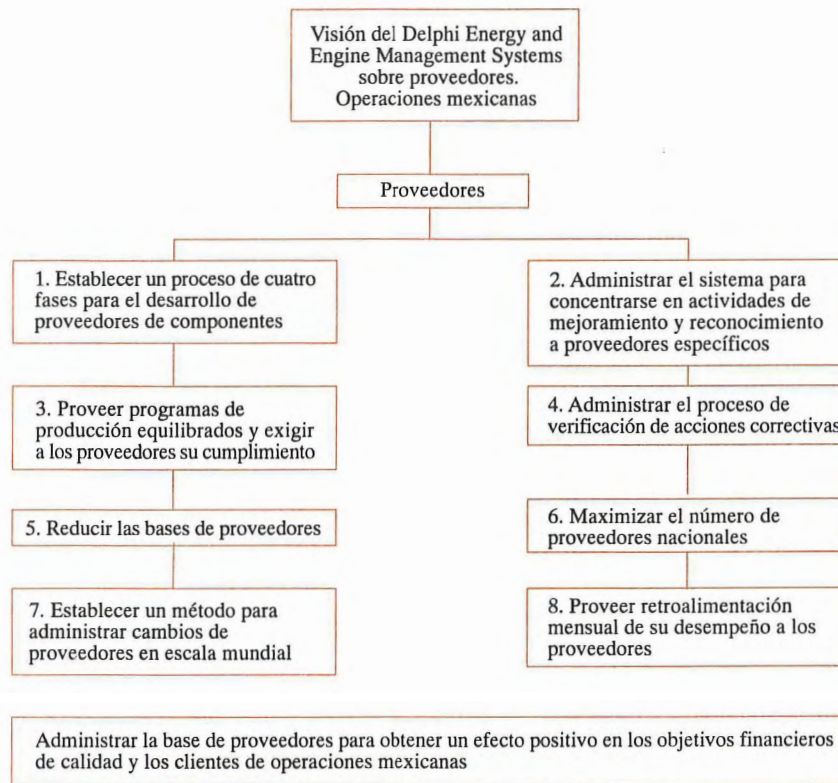 Visión del Delphi Energy and
Engine Management Systems
sobre proveedores.
Operaciones mexicanas
Proveedores
1. Establecer un proceso de cuatro
fases para el desarrollo de
proveedores de componentes
2. Administrar el sistema para
concentrarse en actividades de
mejoramiento y reconocimiento
a proveedores específicos
3. Proveer programas de
producción equilibrados y exigir
a los proveedores su cumplimiento
4. Administrar el proceso de
verificación de acciones correctivas
5. Reducir las bases de proveedores
6. Maximizar el número de
proveedores nacionales
7. Establecer un método para
administrar cambios de
proveedores en escala mundial
8. Proveer retroalimentación
mensual de su desempeño a los
proveedores
Administrar la base de proveedores para obtener un efecto positivo en los objetivos financieros
de calidad y los clientes de operaciones mexicanas